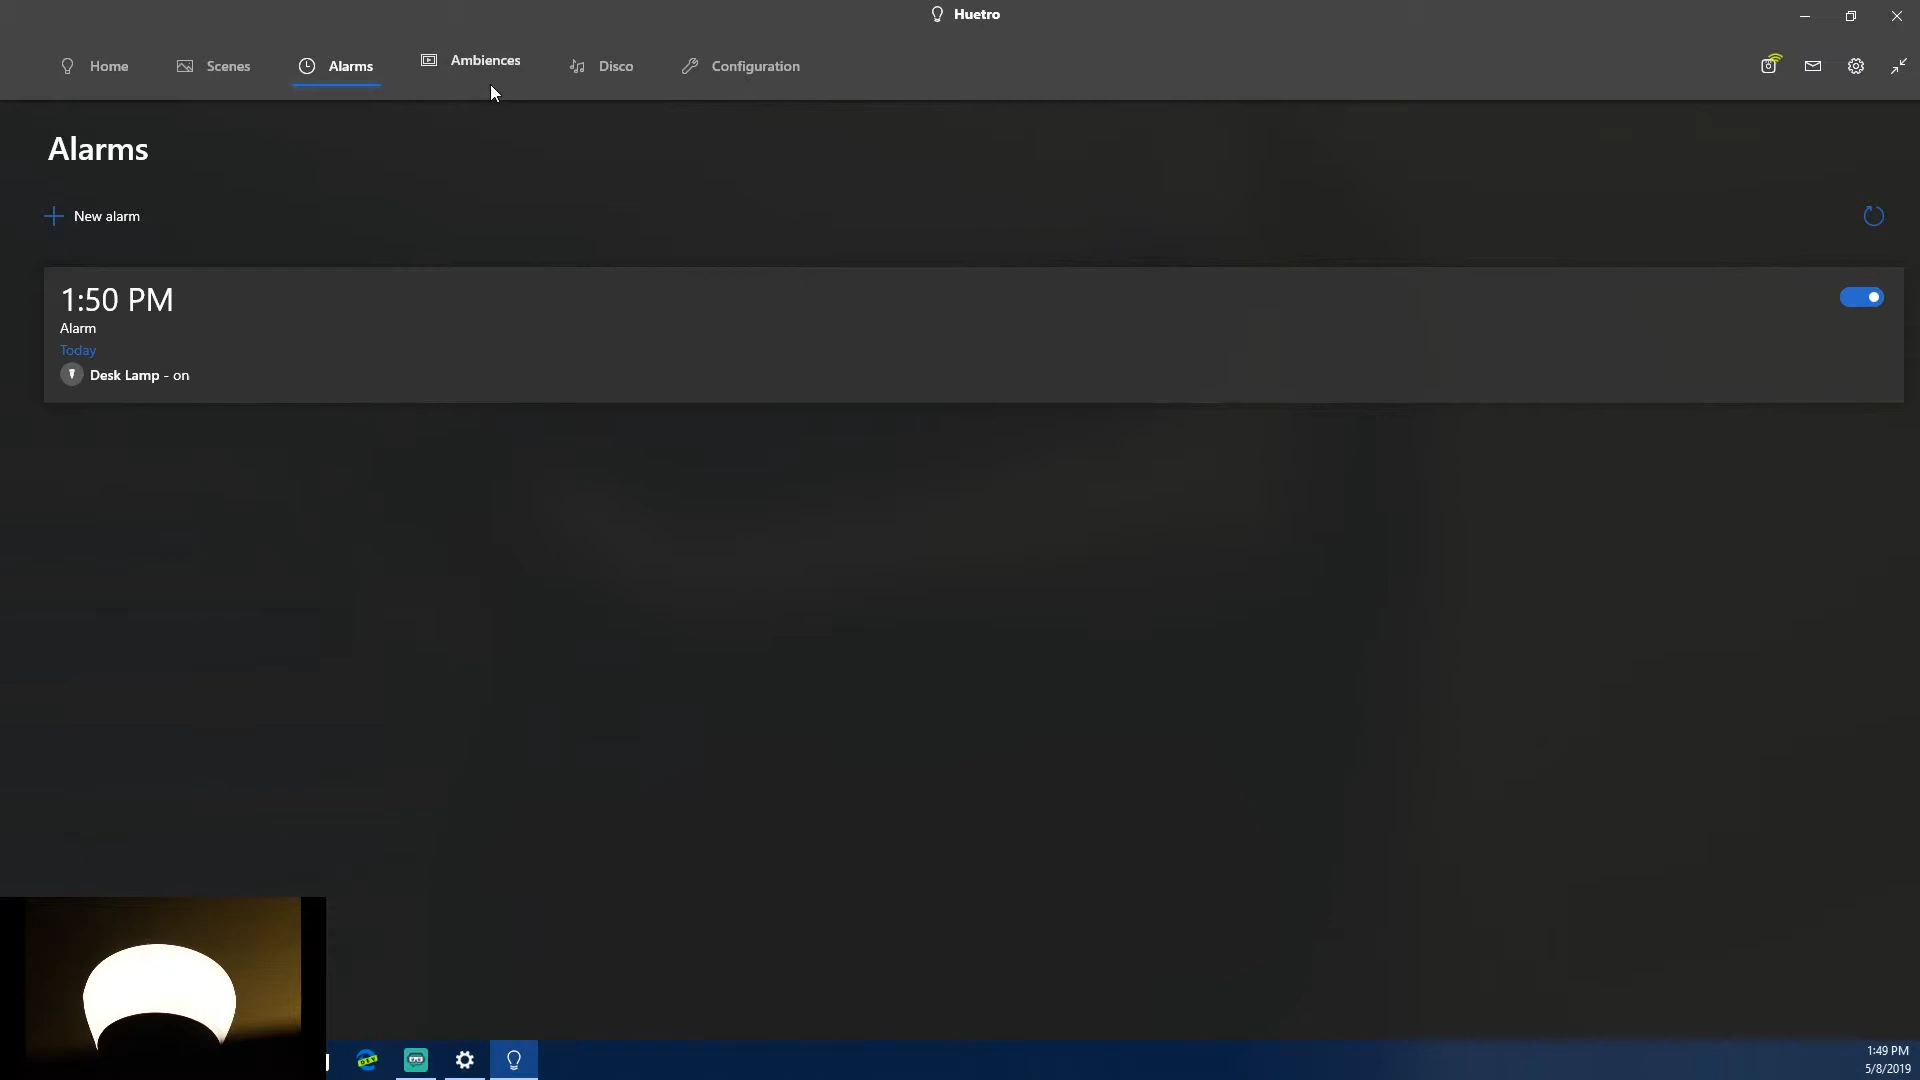 Huetro
Home
Scenes
Alarms
Ambiences
Disco
Configuration
Alarms
New alarm
1:50 PM
Alarm
Today
Desk Lamp - on
DEV
1:49 PM
5/8/2019